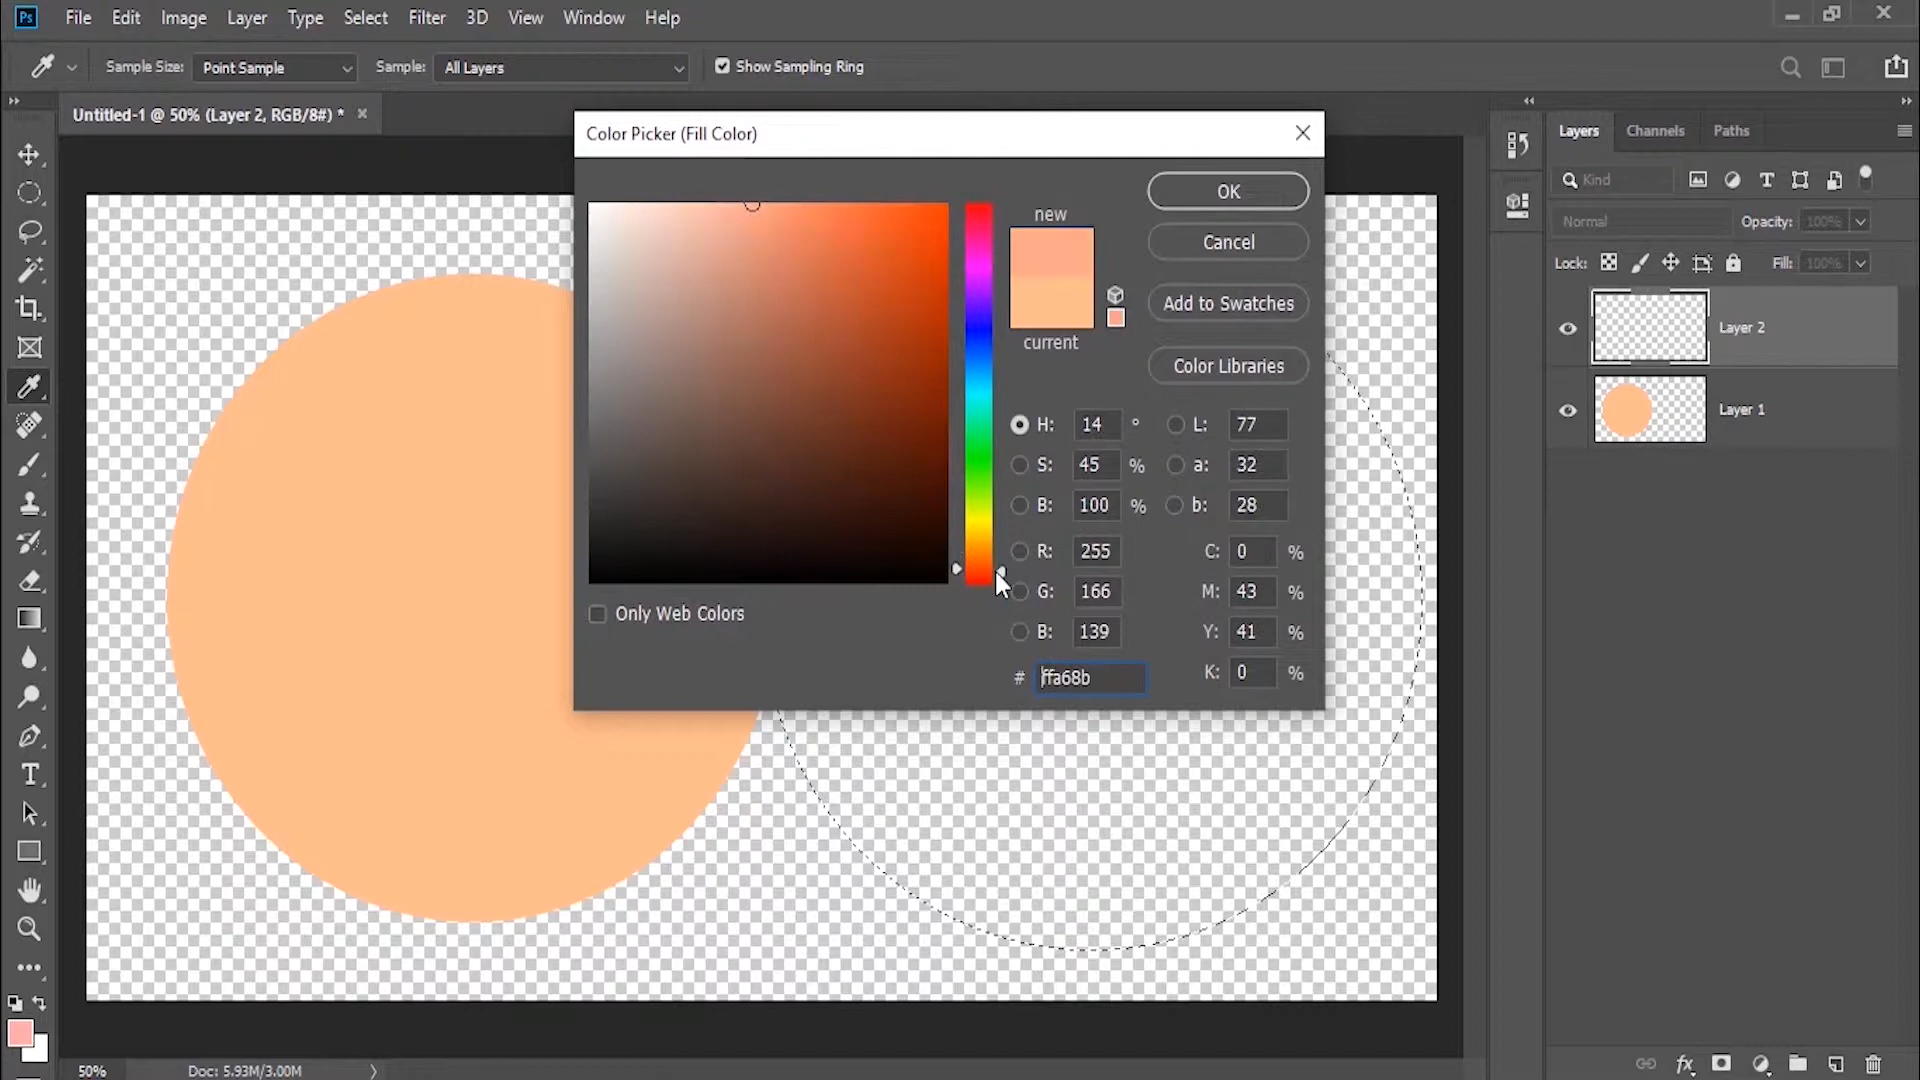 Ps File Edit Image Layer Type Select Filter 3D View Window Help
Sample Size: Point Sample Sample: All Layers Show Sampling Ring
Untitled-1 @ 50% (Layer 2, RGB/8#) *
Color Picker (Fill Color)
OK
new
Cancel
Add to Swatches
current
Color Libraries
H: 14 ° L: 77
S: 45 % a: 32
B: 100 % b: 28
R: 255 C: 0 %
G: 166 M: 43 %
B: 139 Y: 41 %
# ffa68b K: 0 %
Only Web Colors
Layers Channels Paths
Kind
Normal Opacity: 100%
Lock: Fill: 100%
Layer 2
Layer 1
50% Doc: 5.93M/3.00M